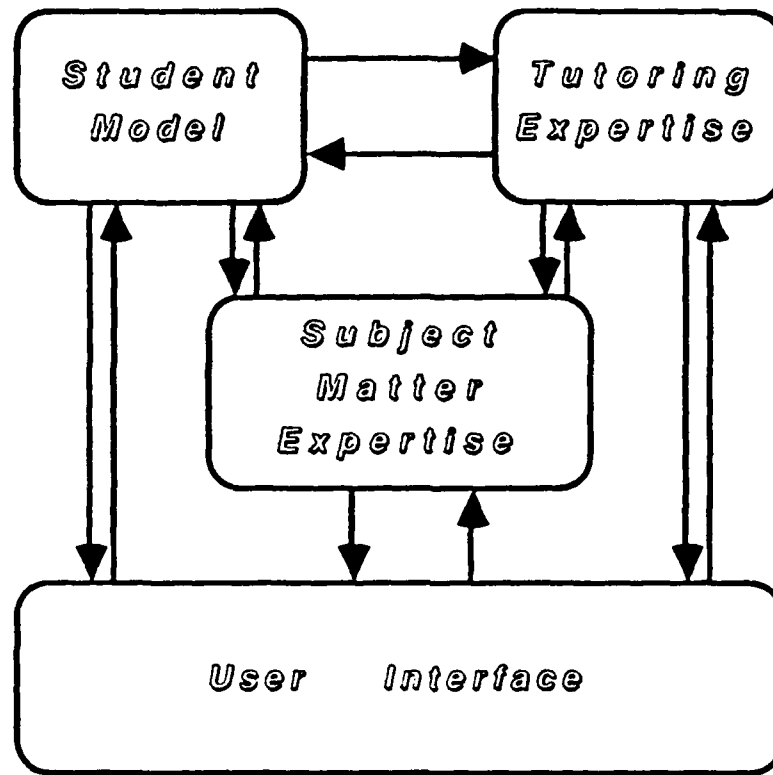 Student
Model
Tutoring
Expertise
Subject
Matter
Expertise
User Interface